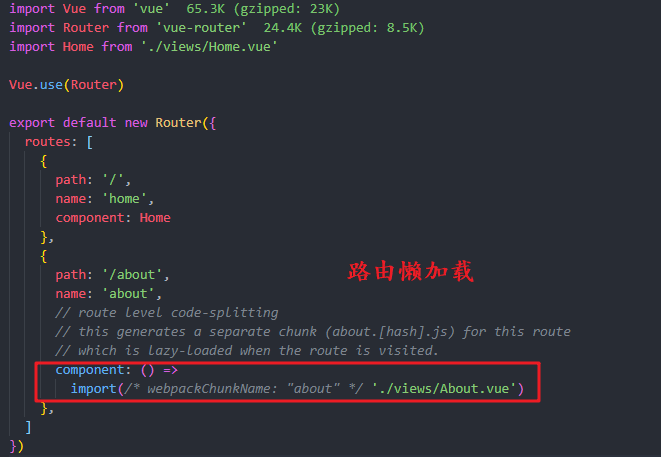 import Vue from 'vue'  65.3K (gzipped: 23K)
import Router from 'vue-router'  24.4K (gzipped: 8.5K)
import Home from './views/Home.vue'
Vue.use(Router)
export default new Router({
  routes: [
    {
      path: '/',
      name: 'home',
      component: Home
    },
    {
      path: '/about',
      name: 'about',
      // route level code-splitting
      // this generates a separate chunk (about.[hash].js) for this route
      // which is lazy-loaded when the route is visited.
      component: () =>
        import(/* webpackChunkName: "about" */ './views/About.vue')
    },
  ]
})
路由懒加载